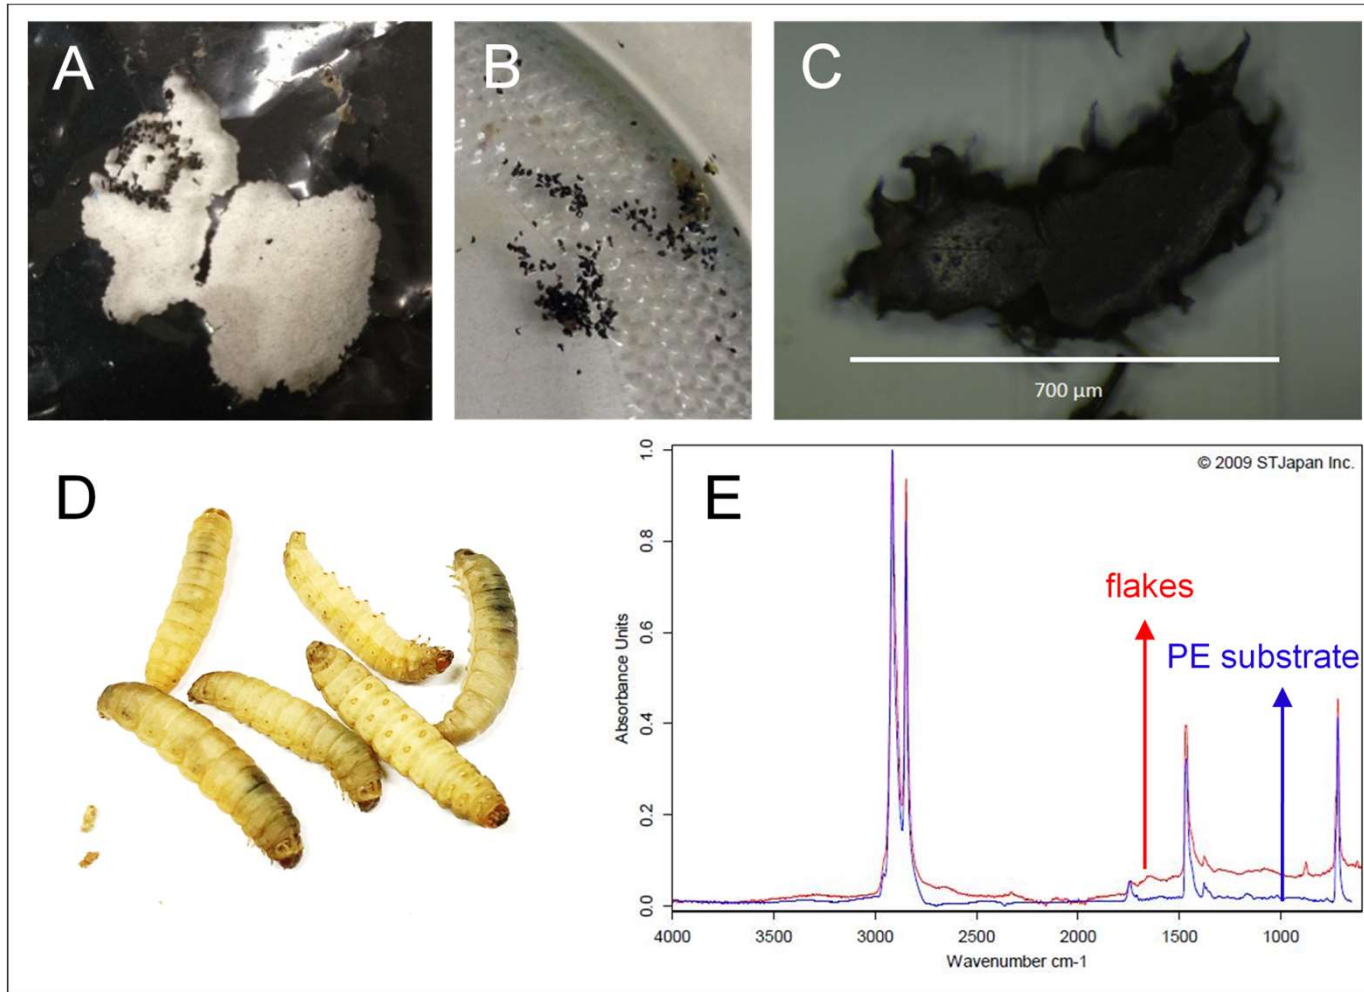 A
B
C
700 µm
D
E
© 2009 STJapan Inc.
flakes
PE substrate
Absorbance Units
0.0
0.2
0.4
0.6
0.8
1.0
4000
3500
3000
2500
2000
1500
1000
Wavenumber cm-1